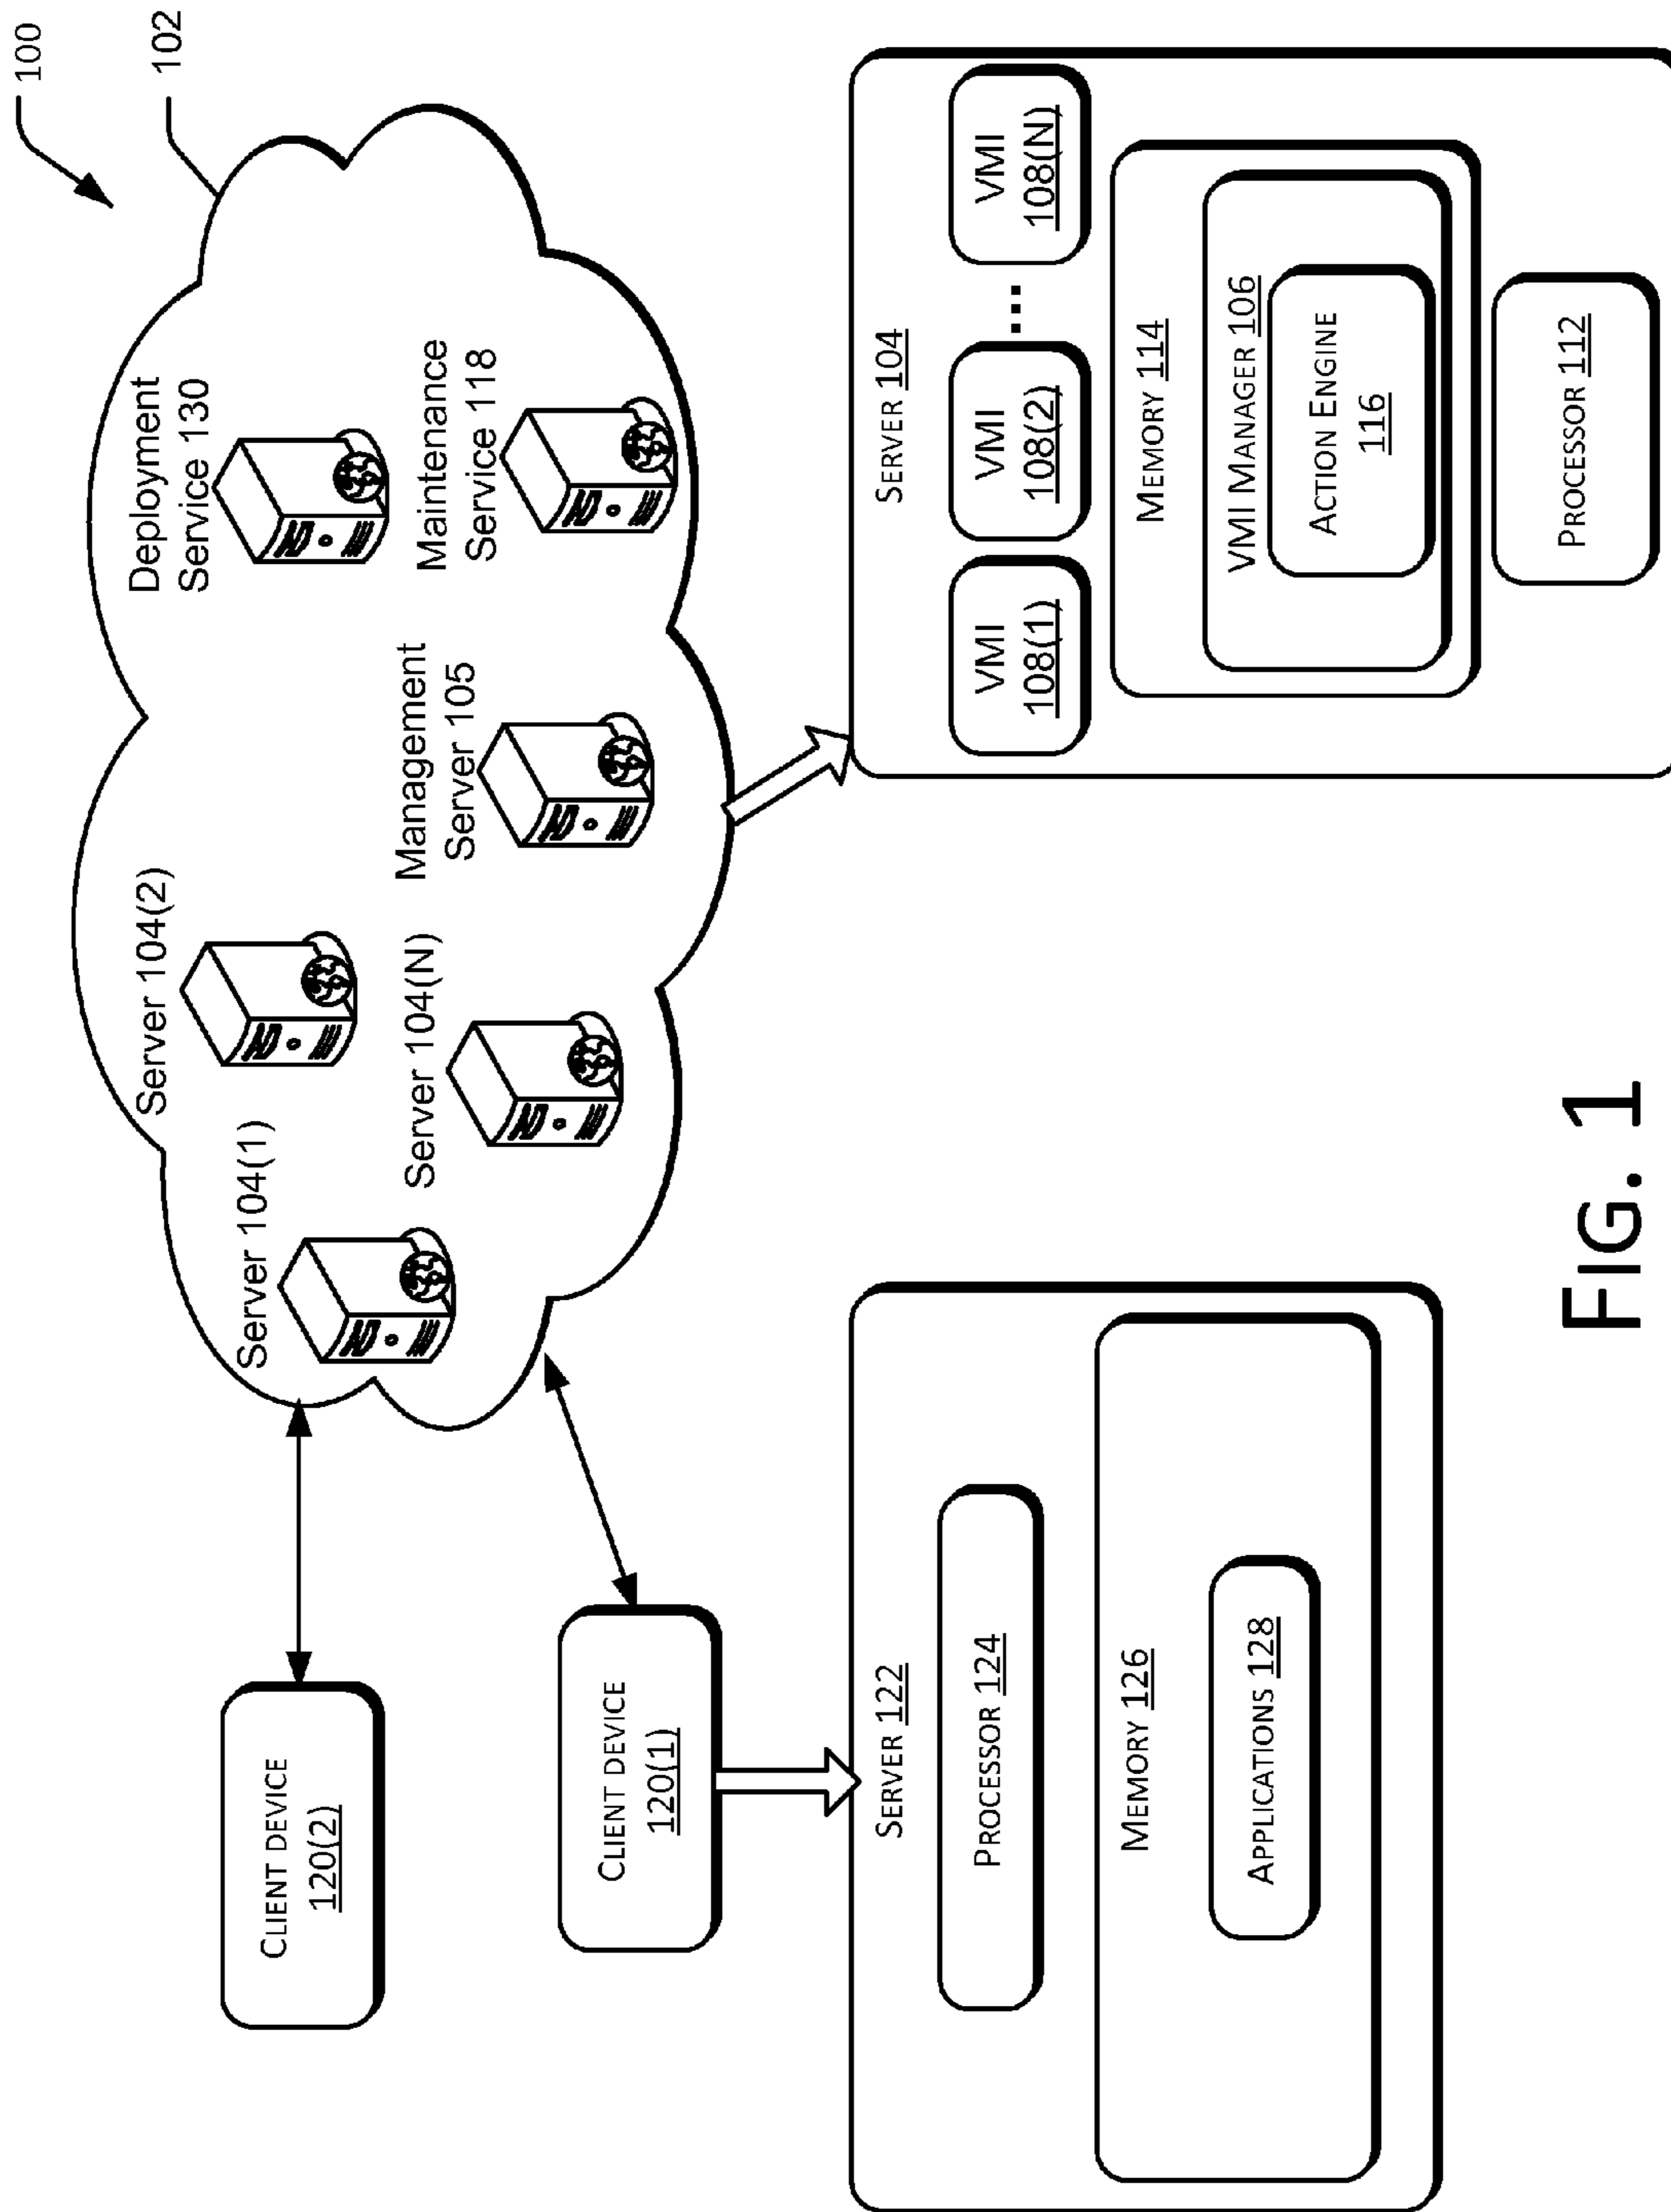 100
102
Deployment
Service 130
Maintenance
Service 118
Management
Server 105
Server 104(2)
Server 104(N)
Server 104(1)
CLIENT DEVICE
120(2)
CLIENT DEVICE
120(1)
SERVER 122
PROCESSOR 124
MEMORY 126
APPLICATIONS 128
SERVER 104
VMI
108(1)
VMI
108(2)
...
VMI
108(N)
MEMORY 114
VMI MANAGER 106
ACTION ENGINE
116
PROCESSOR 112
FIG. 1